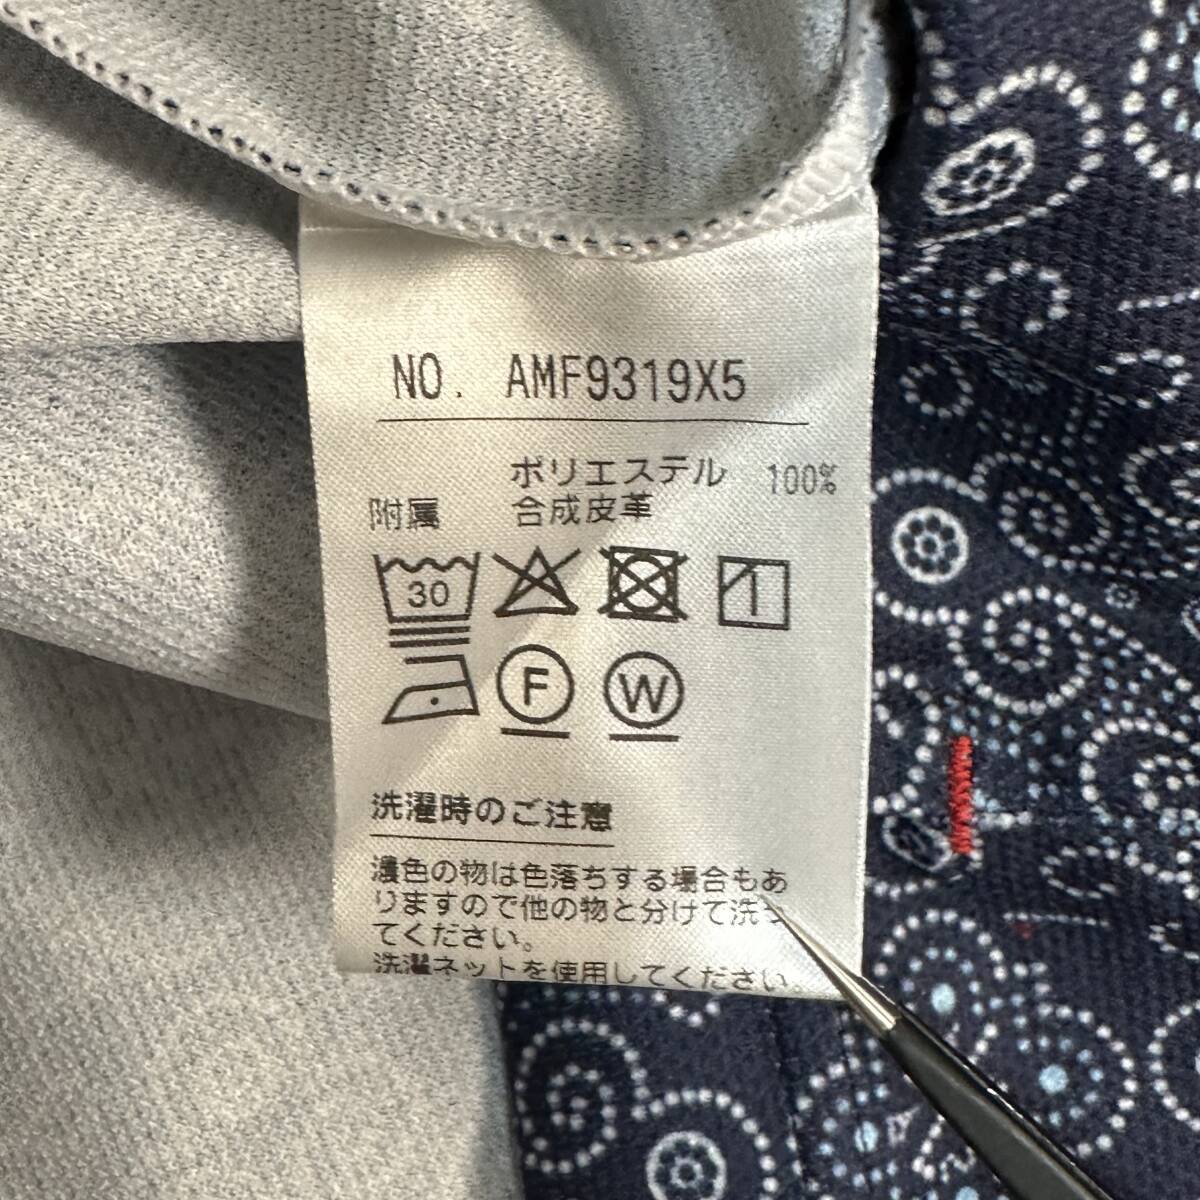 NO. AMF9319X5
ポリエステル 100%
附属 合成皮革
30
F W
洗濯時のご注意
濃色の物は色落ちする場合もあ
りますので他の物と分けて洗っ
てください。
洗濯ネットを使用してください。